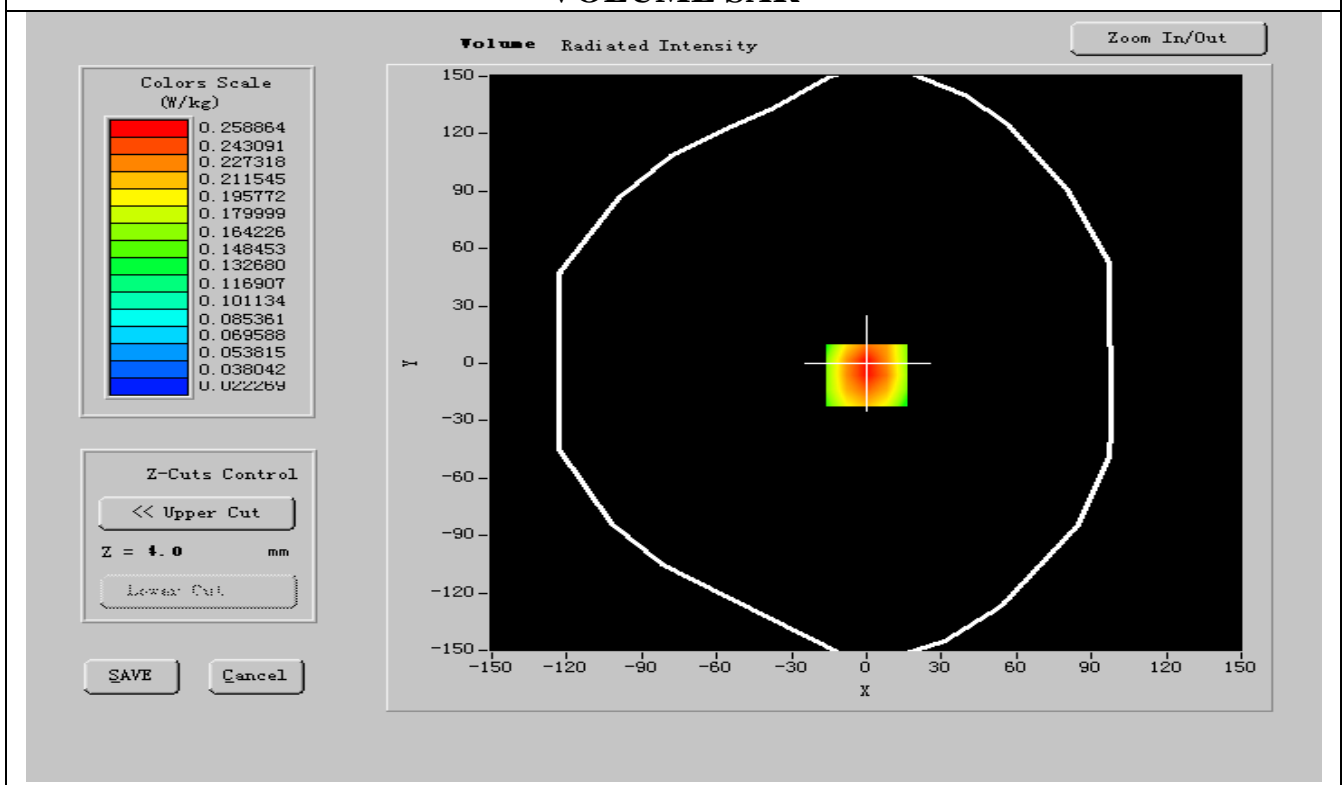 VOLUME SAR
Volume Radiated Intensity
Zoom In/Out
Colors Scale
(W/kg)
0.258864
0.243091
0.227318
0.211545
0.195772
0.179999
0.164226
0.148453
0.132680
0.116907
0.101134
0.085361
0.069588
0.053815
0.038042
0.022269
Z-Cuts Control
<< Upper Cut
Z = 4.0 mm
Lower Cut
SAVE
Cancel
150
120
90
60
30
0
-30
-60
-90
-120
-150
Y
-150 -120 -90 -60 -30 0 30 60 90 120 150
X